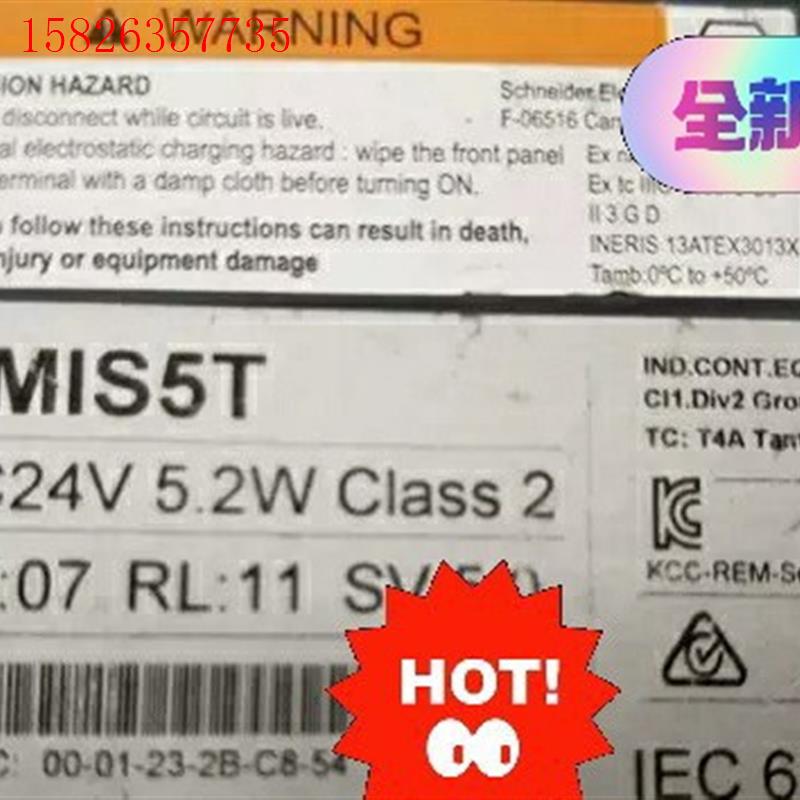 15826357735
WARNING
ION HAZARD
disconnect while circuit is live.
al electrostatic charging hazard : wipe the front panel
erminal with a damp cloth before turning ON.
follow these instructions can result in death,
njury or equipment damage
Schneider El
F-06516 Car
Ex
Ex tc
II 3 G D
INERIS 13ATEX3013X
Tamb:0°C to +50°C
全新
MIS5T
24V 5.2W Class 2
:07 RL:11 SV:
C: 00-01-23-2B-C8-54
IND.CONT.EQ
Cl1.Div2 Gro
TC: T4A Tam
KCC-REM-S
IEC 6
HOT!